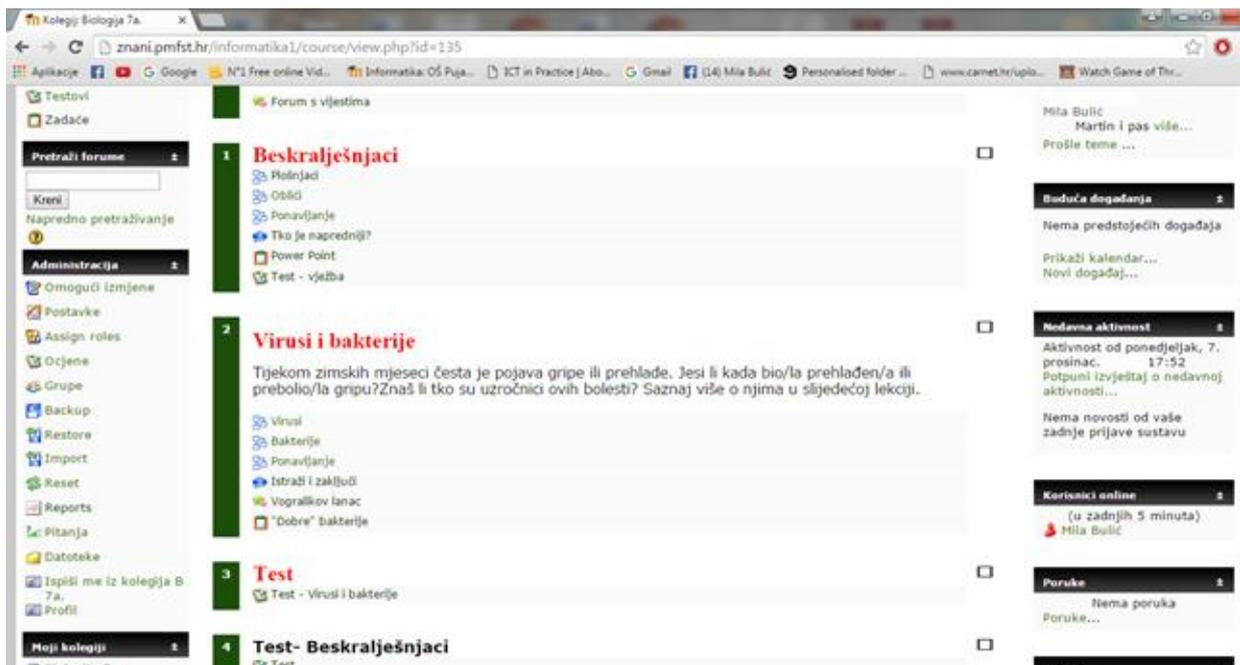 Kolegij: Biologija 7a.
znani.pmfst.hr/informatika1/course/view.php?id=135
Aplikacije
Google
N°1 Free online Vid...
Informatika: OŠ Puja...
ICT in Practice | Abo...
Gmail
(14) Mila Bulić
Personalised folder ...
www.carnet.hr/uplo...
Watch Game of Thr...
Testovi
Zadaće
Pretraži forume
Kreni
Napredno pretraživanje
Administracija
Omogući izmjene
Postavke
Assign roles
Ocjene
Grupe
Backup
Restore
Import
Reset
Reports
Pitanja
Datoteke
Ispiši me iz kolegija B
7a.
Profil
Moji kolegiji
Forum s vijestima
1 Beskralješnjaci
Plošnjaci
Oblići
Ponavljanje
Tko je napredniji?
Power Point
Test - vježba
2 Virusi i bakterije
Tijekom zimskih mjeseci česta je pojava gripe ili prehlade. Jesi li kada bio/la prehlađen/a ili
prebolio/la gripu?Znaš li tko su uzročnici ovih bolesti? Saznaj više o njima u slijedećoj lekciji.
Virusi
Bakterije
Ponavljanje
Istraži i zaključi
Vogralikov lanac
"Dobre" bakterije
3 Test
Test - Virusi i bakterije
4 Test- Beskralješnjaci
Test
Mila Bulić
Martin i pas više...
Prošle teme ...
Buduća događanja
Nema predstojećih događaja
Prikaži kalendar...
Novi događaj...
Nedavna aktivnost
Aktivnost od ponedjeljak, 7.
prosinac. 17:52
Potpuni izvještaj o nedavnoj
aktivnosti...
Nema novosti od vaše
zadnje prijave sustavu
Korisnici online
(u zadnjih 5 minuta)
Mila Bulić
Poruke
Nema poruka
Poruke...